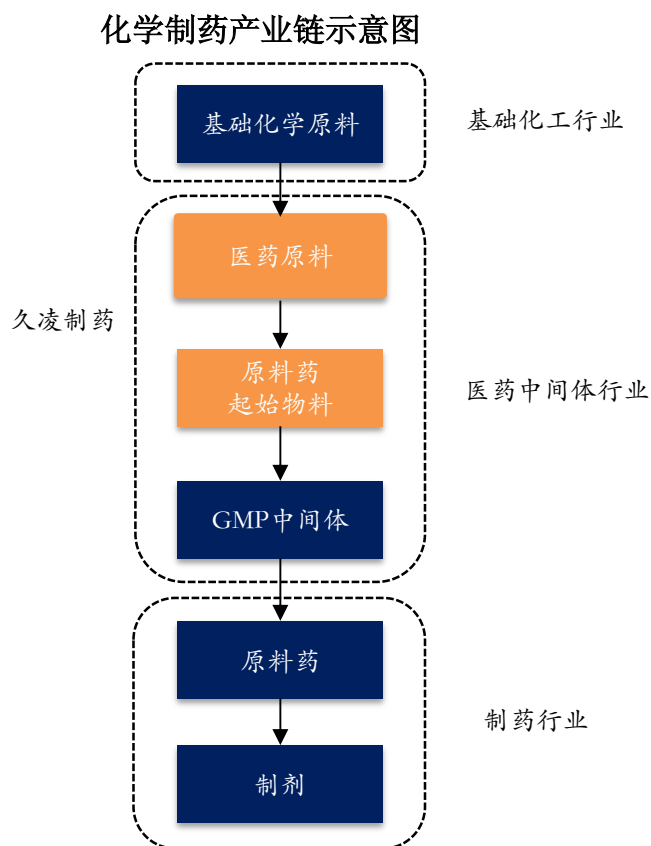 化学制药产业链示意图
基础化学原料
基础化工行业
医药原料
久凌制药
原料药
起始物料
医药中间体行业
GMP中间体
原料药
制药行业
制剂